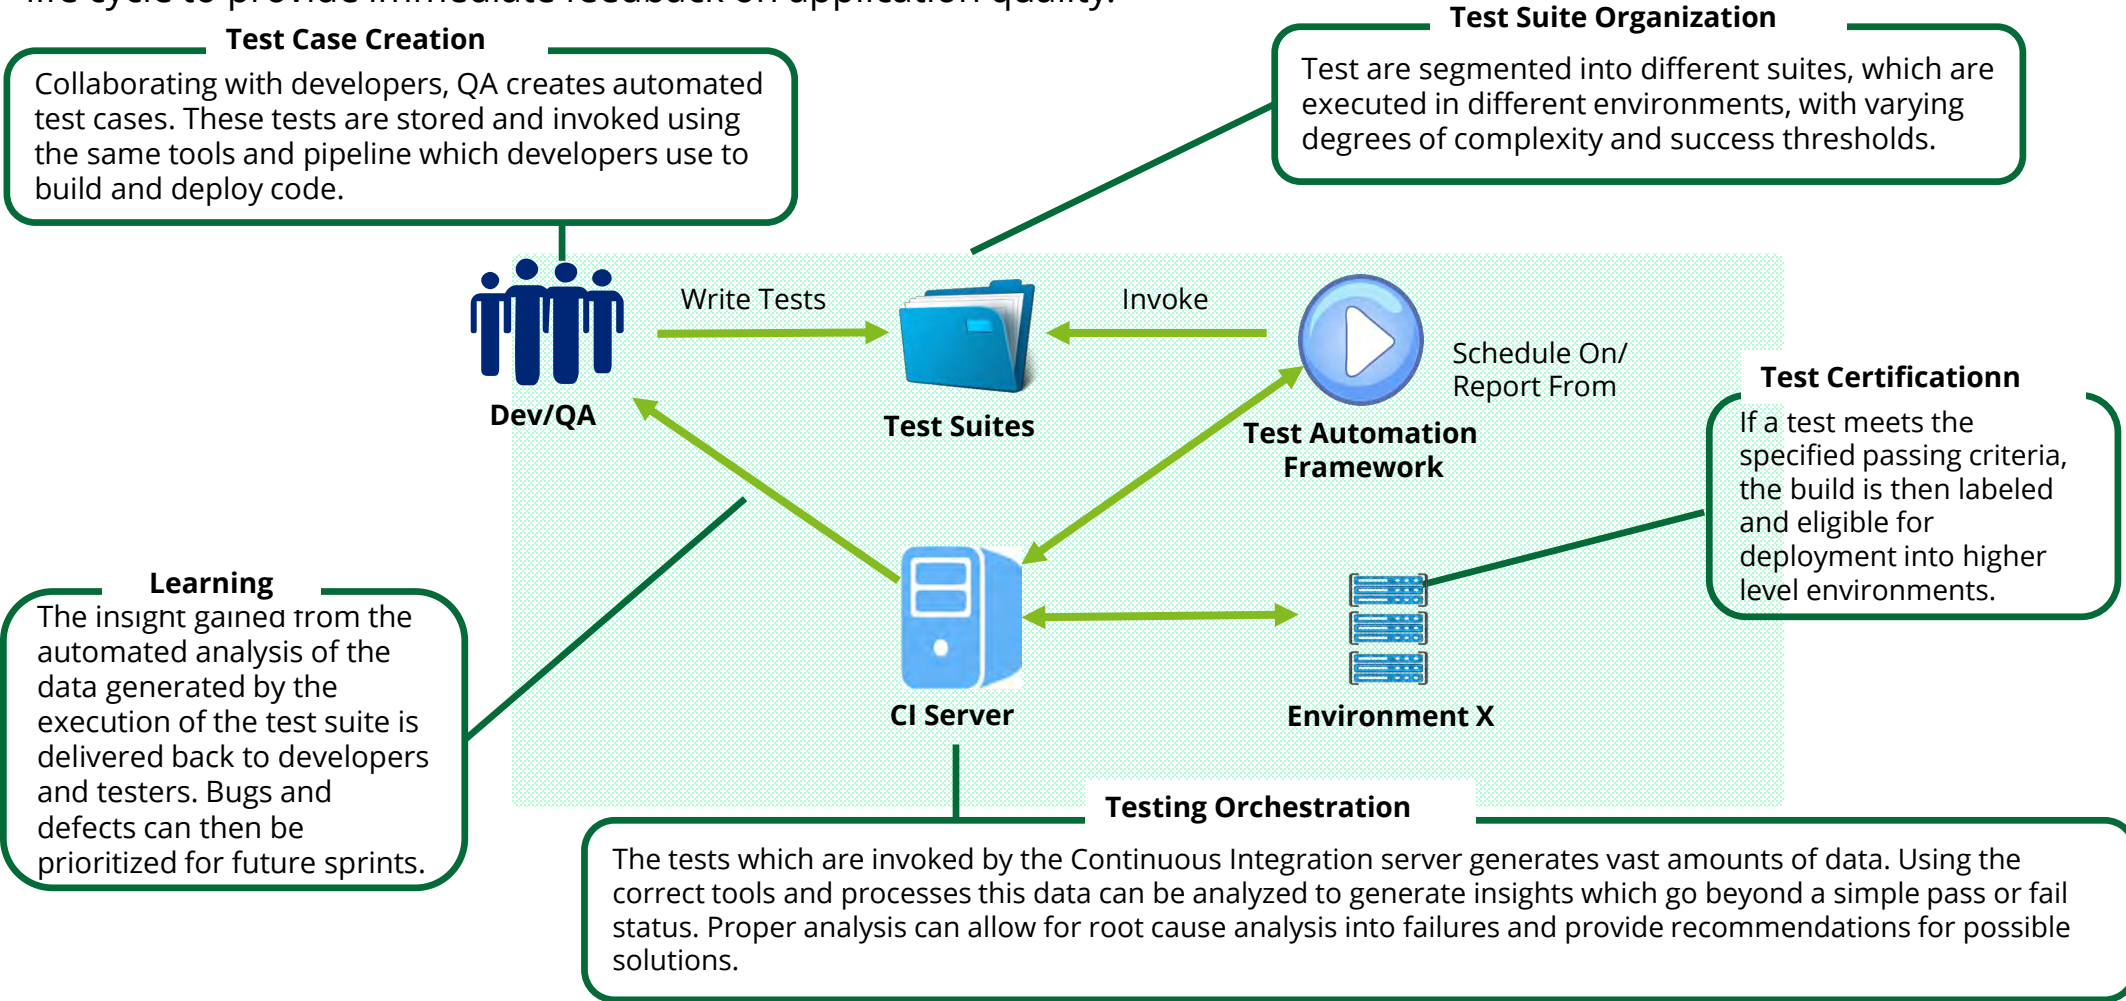 life cycle to provide immediate feedback on application quality.
Test Case Creation
Collaborating with developers, QA creates automated
test cases. These tests are stored and invoked using
the same tools and pipeline which developers use to
build and deploy code.
Test Suite Organization
Test are segmented into different suites, which are
executed in different environments, with varying
degrees of complexity and success thresholds.
Write Tests
Invoke
Schedule On/
Report From
Dev/QA
Test Suites
Test Automation
Framework
Test Certificationn
If a test meets the
specified passing criteria,
the build is then labeled
and eligible for
deployment into higher
level environments.
Learning
The insight gained from the
automated analysis of the
data generated by the
execution of the test suite is
delivered back to developers
and testers. Bugs and
defects can then be
prioritized for future sprints.
CI Server
Environment X
Testing Orchestration
The tests which are invoked by the Continuous Integration server generates vast amounts of data. Using the
correct tools and processes this data can be analyzed to generate insights which go beyond a simple pass or fail
status. Proper analysis can allow for root cause analysis into failures and provide recommendations for possible
solutions.